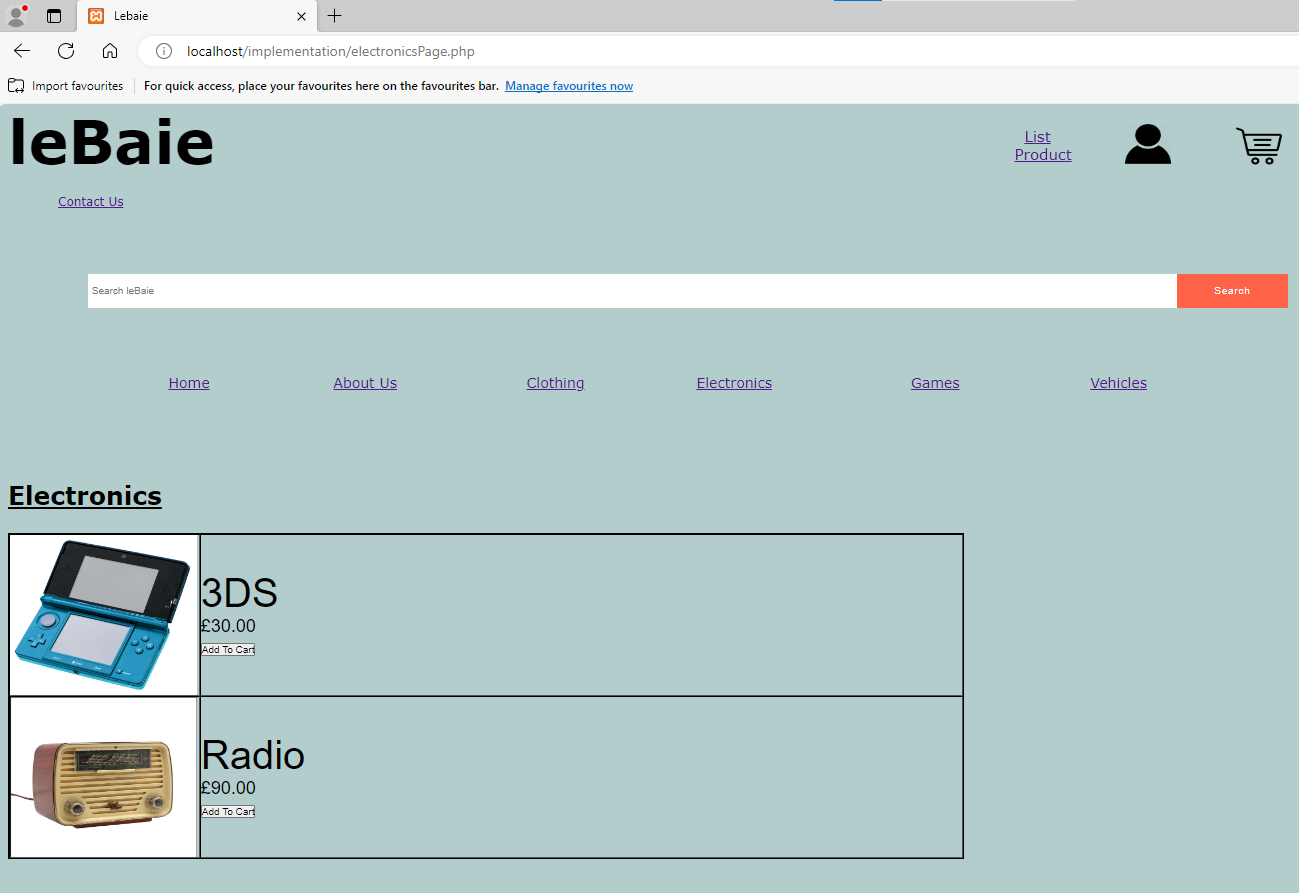 Lebaie
localhost/implementation/electronicsPage.php
Import favourites
For quick access, place your favourites here on the favourites bar. Manage favourites now
leBaie
List
Product
Contact Us
Search leBaie
Search
Home
About Us
Clothing
Electronics
Games
Vehicles
Electronics
3DS
£30.00
Add To Cart
Radio
£90.00
Add To Cart